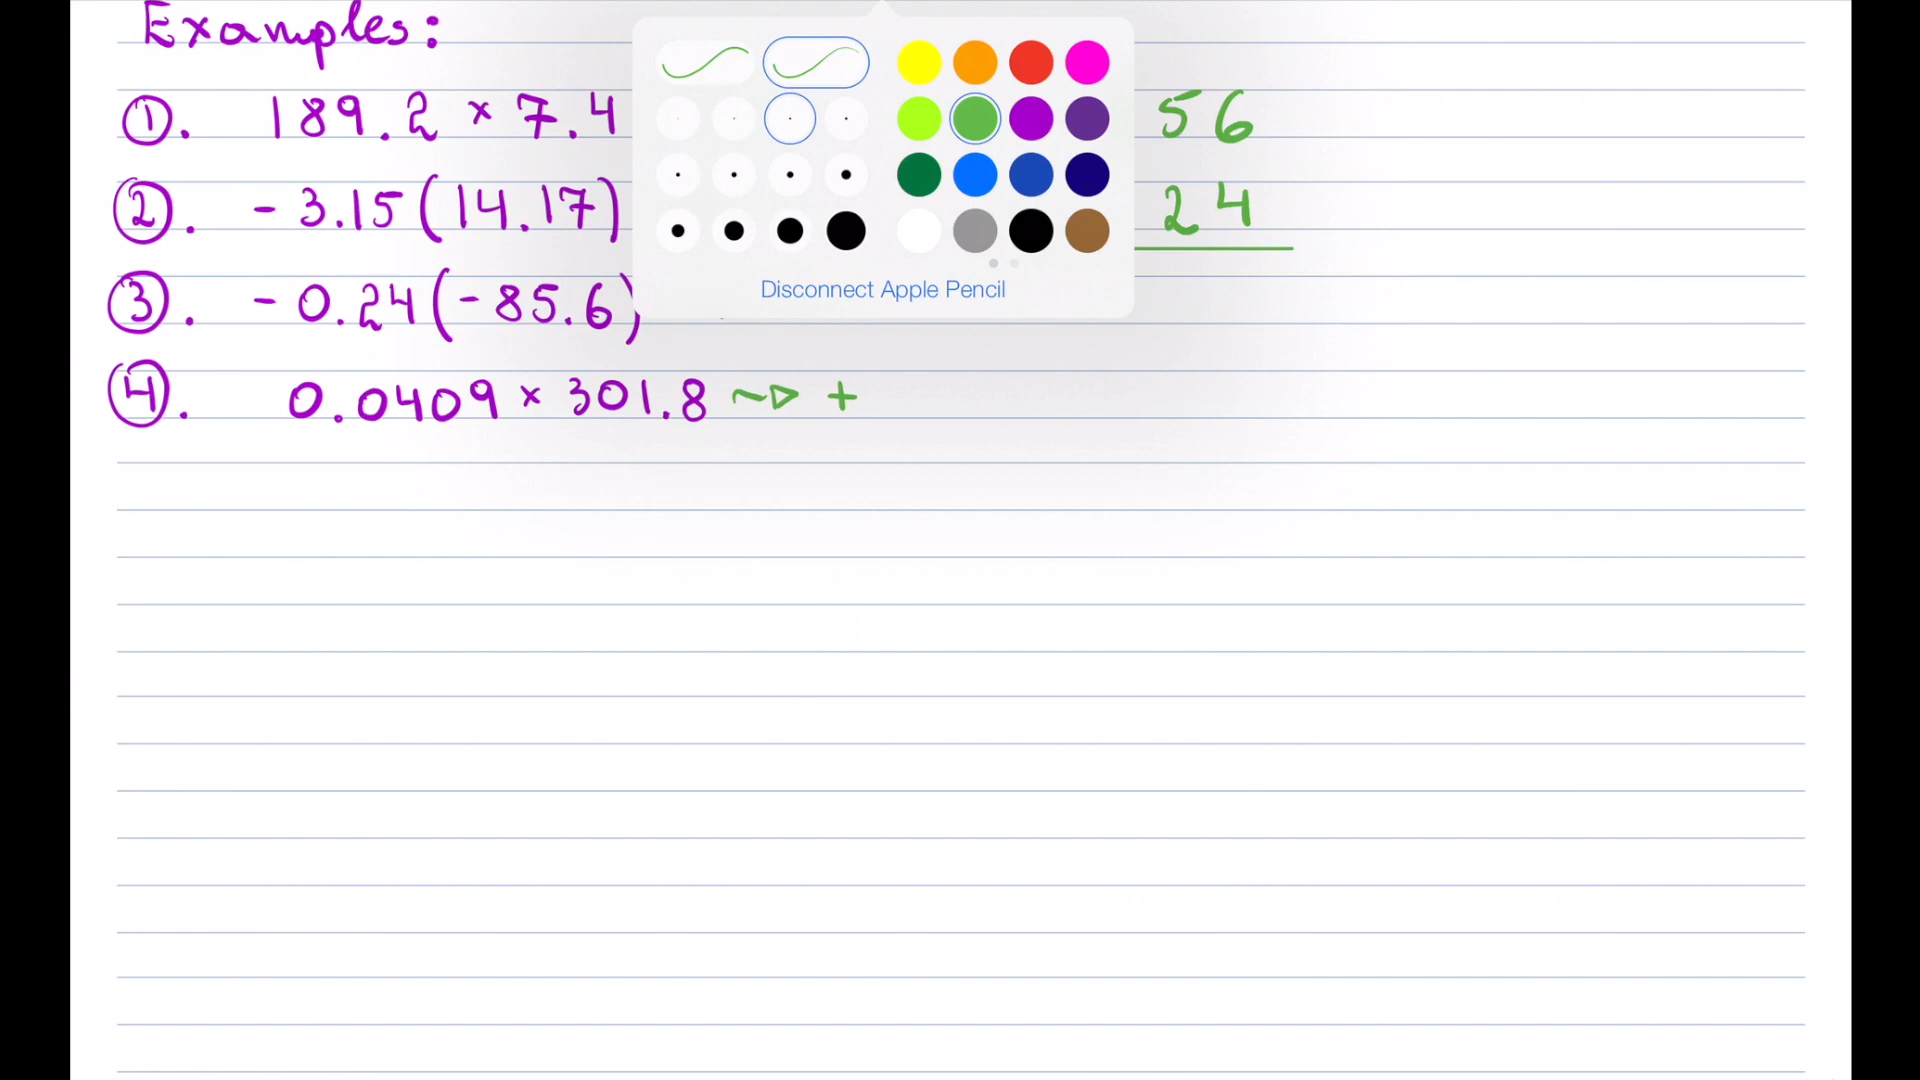 Examples:
①. 189.2 × 7.4
②. - 3.15(14.17)
③. - 0.24(-85.6)
④. 0.0409 × 301.8 ~▷ +
56
24
Disconnect Apple Pencil